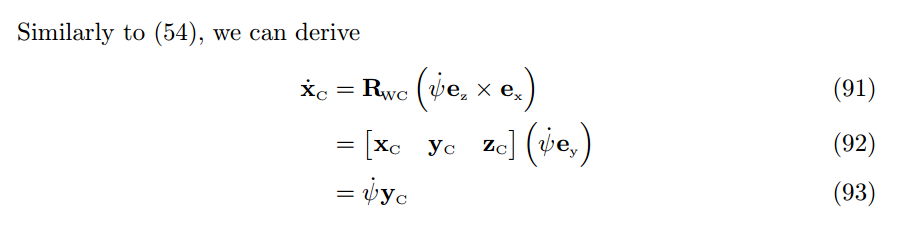 Similarly to (54), we can derive
ẋ_C = R_WC (ψ̇e_z × e_x) (91)
= [x_C y_C z_C] (ψ̇e_y) (92)
= ψ̇y_C (93)